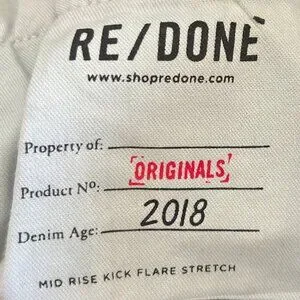 RE/DONE
www.shopredone.com
Property of:
Product Nº: ORIGINALS
Denim Age: 2018
MID RISE KICK FLARE STRETCH